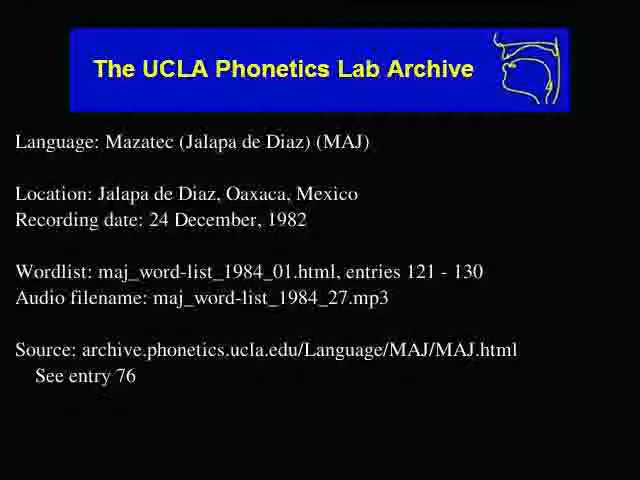 The UCLA Phonetics Lab Archive
Language: Mazatec (Jalapa de Diaz) (MAJ)
Location: Jalapa de Diaz, Oaxaca, Mexico
Recording date: 24 December, 1982
Wordlist: maj_word-list_1984_01.html, entries 121 - 130
Audio filename: maj_word-list_1984_27.mp3
Source: archive.phonetics.ucla.edu/Language/MAJ/MAJ.html
See entry 76